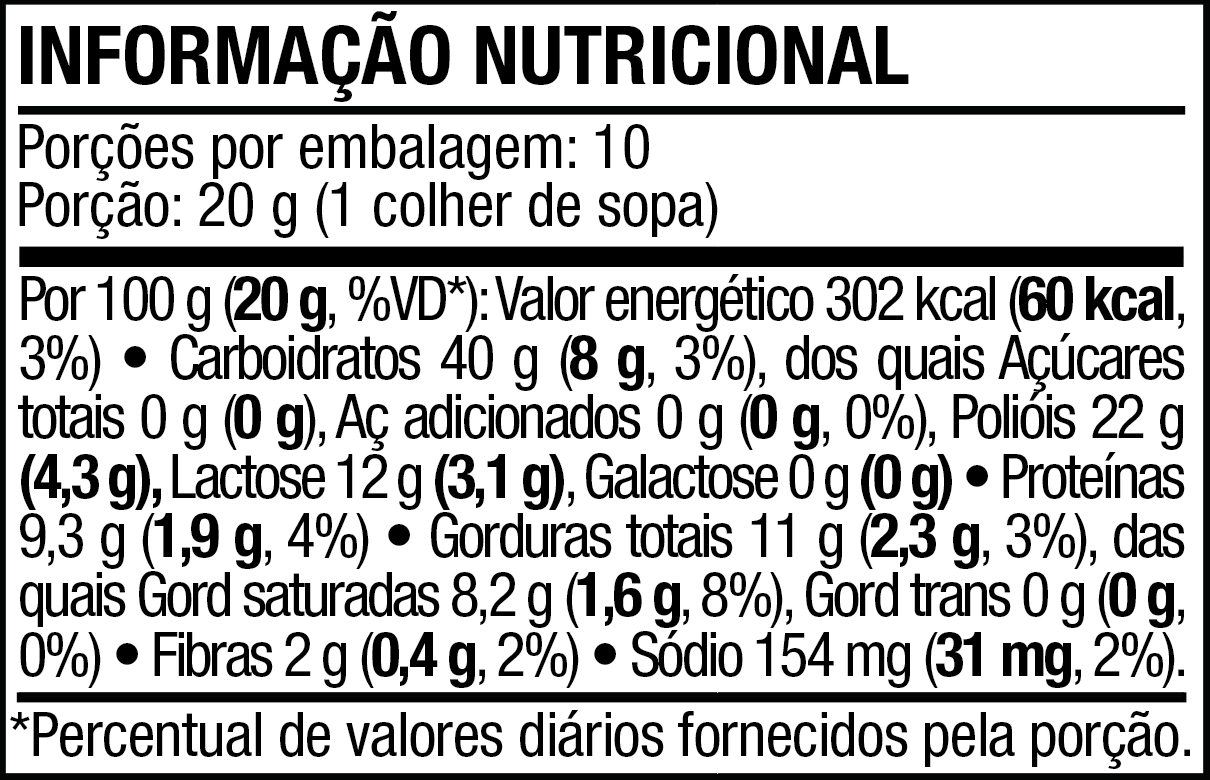 INFORMAÇÃO NUTRICIONAL
Porções por embalagem: 10
Porção: 20 g (1 colher de sopa)
Por 100 g (20 g, %VD*): Valor energético 302 kcal (60 kcal,
3%) • Carboidratos 40 g (8 g, 3%), dos quais Açúcares
totais 0 g (0 g), Aç adicionados 0 g (0 g, 0%), Polióis 22 g
(4,3 g), Lactose 12 g (3,1 g), Galactose 0 g (0 g) • Proteínas
9,3 g (1,9 g, 4%) • Gorduras totais 11 g (2,3 g, 3%), das
quais Gord saturadas 8,2 g (1,6 g, 8%), Gord trans 0 g (0 g,
0%) • Fibras 2 g (0,4 g, 2%) • Sódio 154 mg (31 mg, 2%).
*Percentual de valores diários fornecidos pela porção.